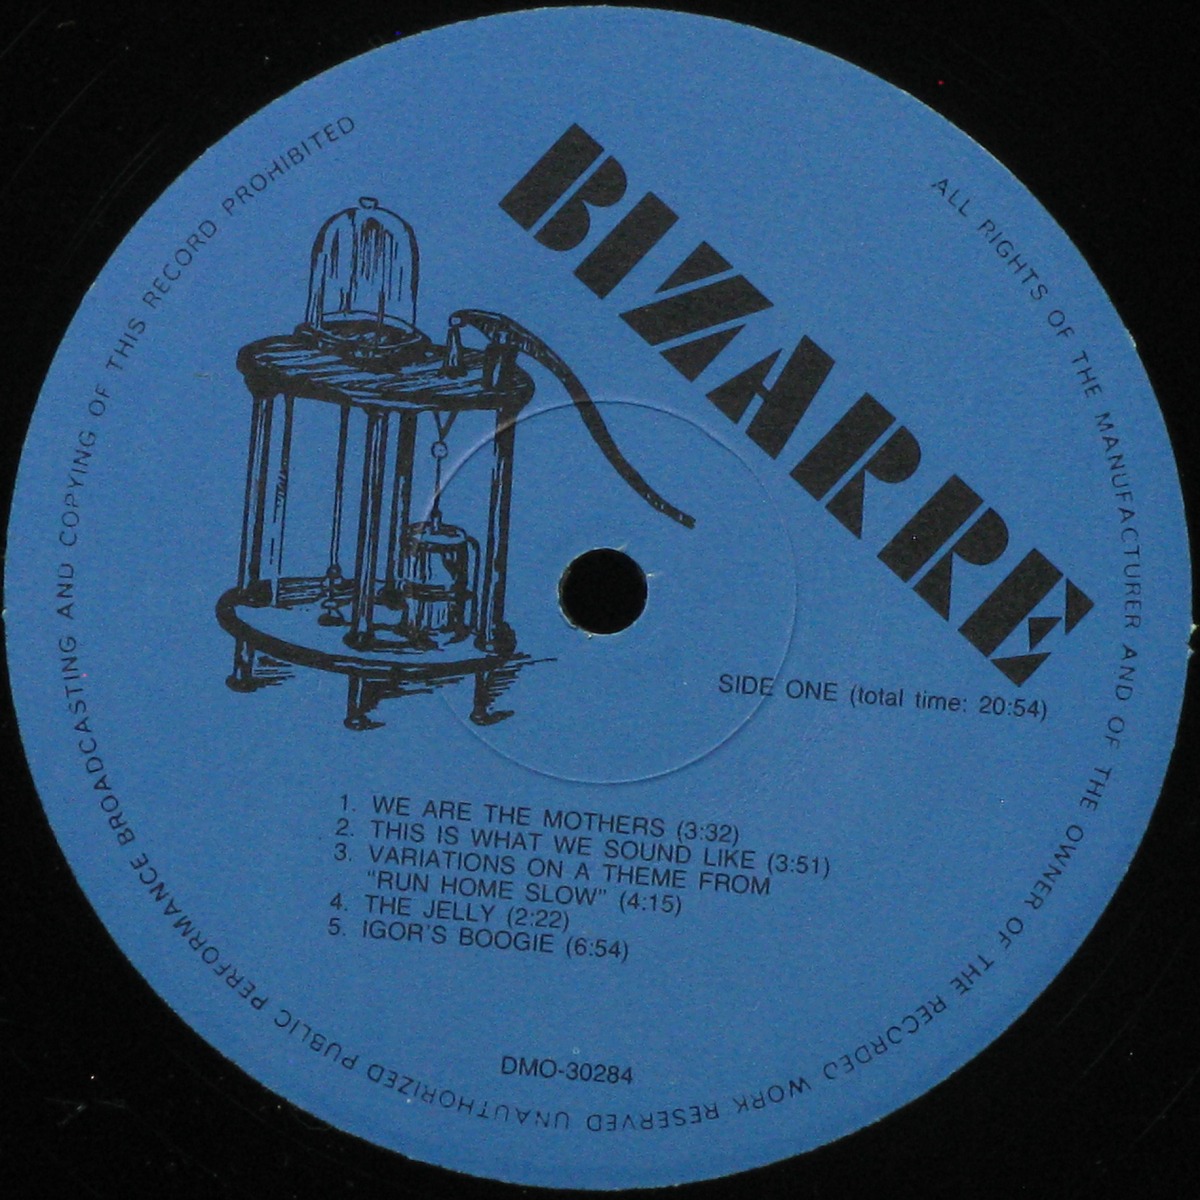 BIZARRE
SIDE ONE (total time: 20:54)
1. WE ARE THE MOTHERS (3:32)
2. THIS IS WHAT WE SOUND LIKE (3:51)
3. VARIATIONS ON A THEME FROM
"RUN HOME SLOW" (4:15)
4. THE JELLY (2:22)
5. IGOR'S BOOGIE (6:54)
DMO-30284
ALL RIGHTS OF THE MANUFACTURER AND OF THE OWNER OF THE RECORDED WORK RESERVED UNAUTHORIZED PUBLIC PERFORMANCE BROADCASTING AND COPYING OF THIS RECORD PROHIBITED